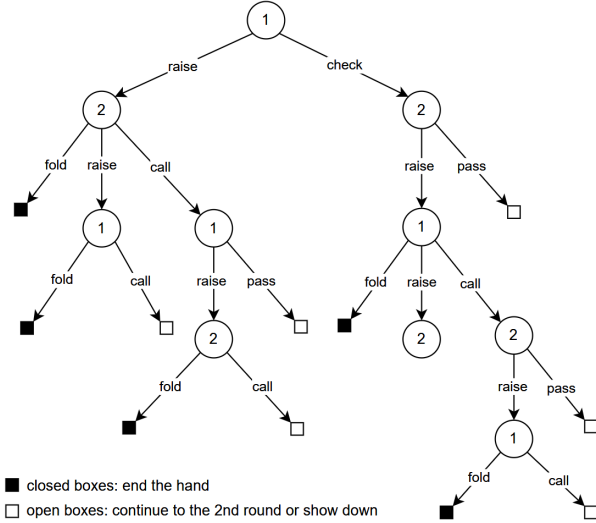 1
raise check
2 2
fold raise call raise pass
1 1 1
fold call raise pass fold raise call
2 2 2
fold call raise pass
1
fold call
closed boxes: end the hand
open boxes: continue to the 2nd round or show down